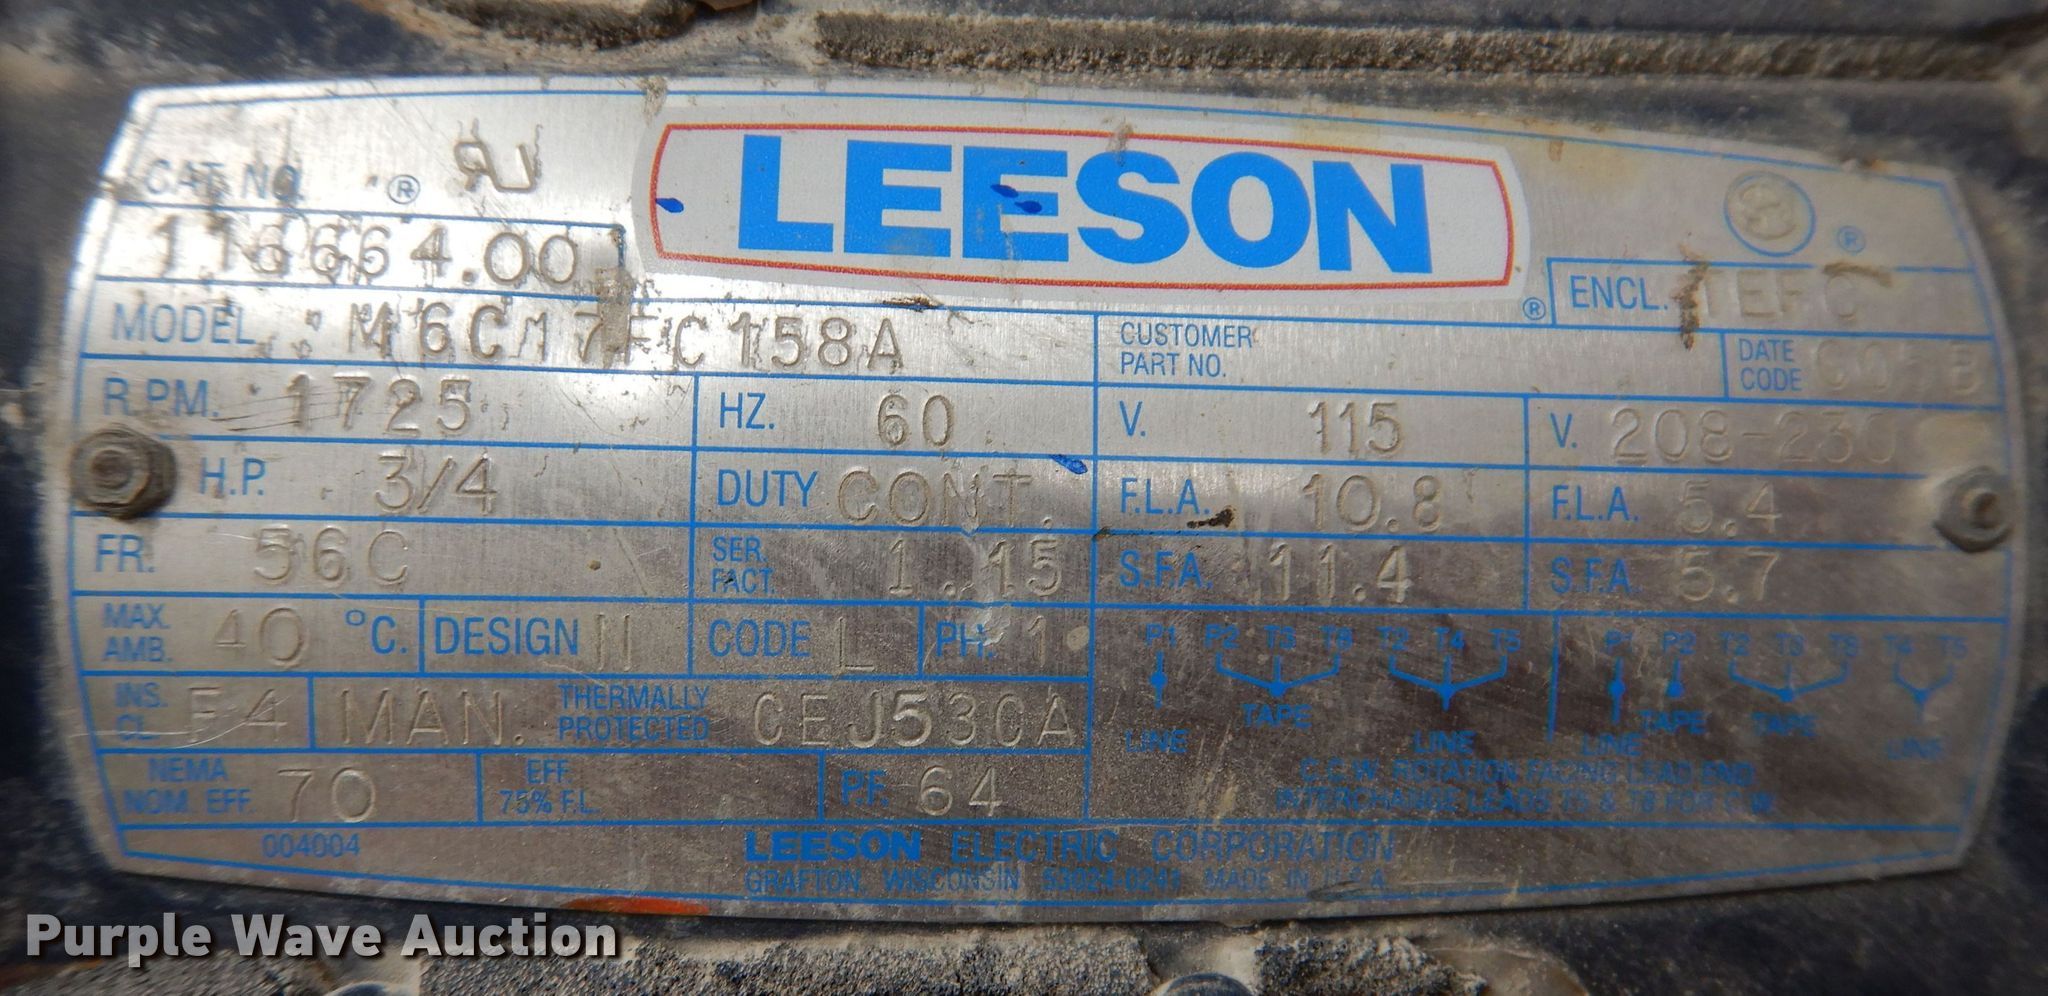 CAT. NO. ®
LEESON ®
®
116664.00
ENCL. TEFC
MODEL M6C17FC158A
CUSTOMER PART NO.
DATE CODE
R.P.M. 1725
HZ. 60
V. 115
V. 208-230
H.P. 3/4
DUTY CONT.
F.L.A. 10.8
F.L.A. 5.4
FR. 56C
SER. FACT. 1.15
S.F.A. 11.4
S.F.A. 5.7
MAX. AMB. 40 °C.
DESIGN N
CODE L
PH. 1
P1 P2 T3 T8 T2 T4 T5
P1 P2 T2 T3 T8 T4 T5
LINE TAPE LINE
LINE TAPE TAPE LINE
INS. CL. F4
MAN.
THERMALLY PROTECTED CEJ53CA
NEMA NOM. EFF. 70
EFF. 75% F.L.
P.F. 64
C.C.W. ROTATION FACING LEAD END
INTERCHANGE LEADS T5 & T8 FOR C.W.
004004
LEESON ELECTRIC CORPORATION
GRAFTON, WISCONSIN 53024-0241 MADE IN U.S.A.
Purple Wave Auction